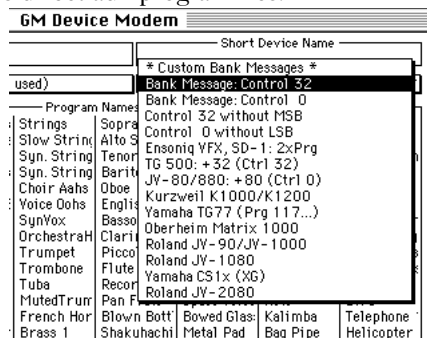 GM Device Modem
Short Device Name
used)
* Custom Bank Messages *
Bank Message: Control 32
Bank Message: Control 0
Control 32 without MSB
Control 0 without LSB
Ensoniq VFX, SD-1: 2xPrg
TG 500: +32 (Ctrl 32)
JV-80/880: +80 (Ctrl 0)
Kurzweil K1000/K1200
Yamaha TG77 (Prg 117...)
Oberheim Matrix 1000
Roland JV-90/JV-1000
Roland JV-1080
Yamaha CS1x (XG)
Roland JV-2080
Program Names
Strings Sopra
Slow String Alto S
Syn. String Tenor
Syn. String Barit
Choir Aahs Oboe
Voice Oohs Englis
SynVox Basso
OrchestraH Clari
Trumpet Picco
Trombone Flute
Tuba Recor
MutedTrum Pan F
French Hor Blown Bott Bowed Glas: Kalimba Telephone
Brass 1 Shakuhachi Metal Pad Bag Pipe Helicopter